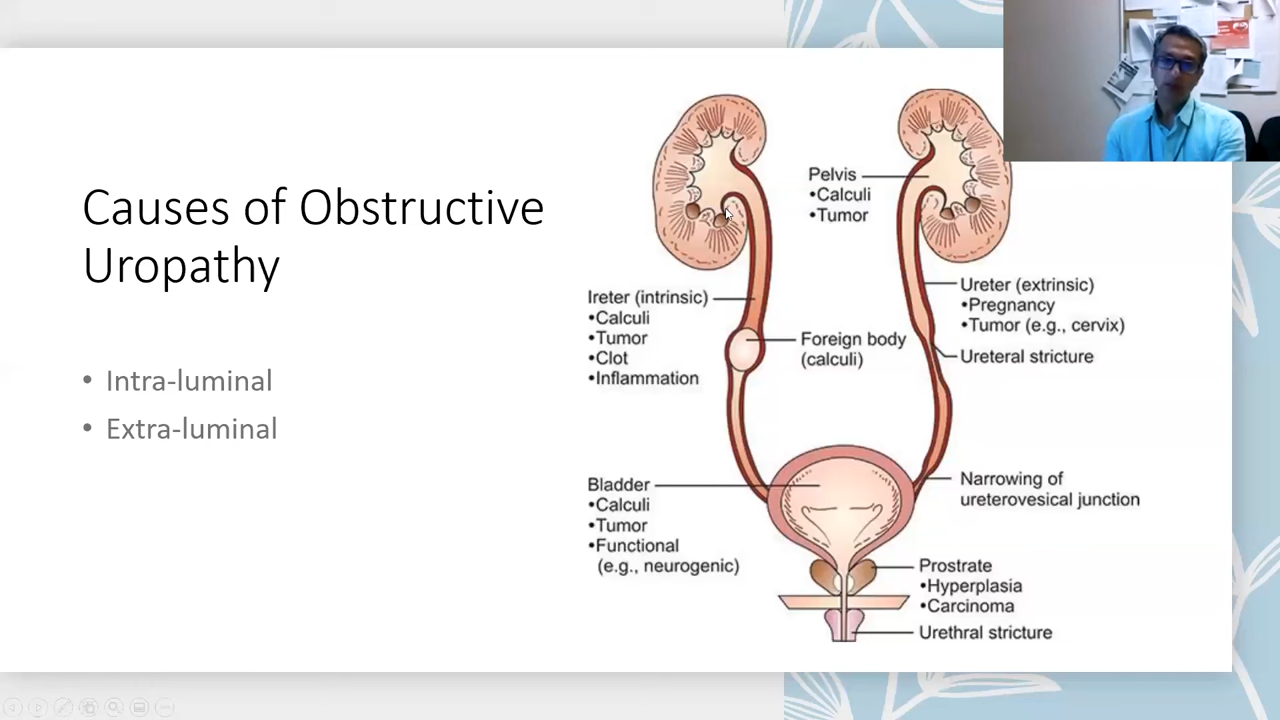 Causes of Obstructive
Uropathy
• Intra-luminal
• Extra-luminal
Pelvis
•Calculi
•Tumor
Ireter (intrinsic)
•Calculi
•Tumor
•Clot
•Inflammation
Foreign body
(calculi)
Ureter (extrinsic)
•Pregnancy
•Tumor (e.g., cervix)
Ureteral stricture
Bladder
•Calculi
•Tumor
•Functional
(e.g., neurogenic)
Narrowing of
ureterovesical junction
Prostrate
•Hyperplasia
•Carcinoma
Urethral stricture